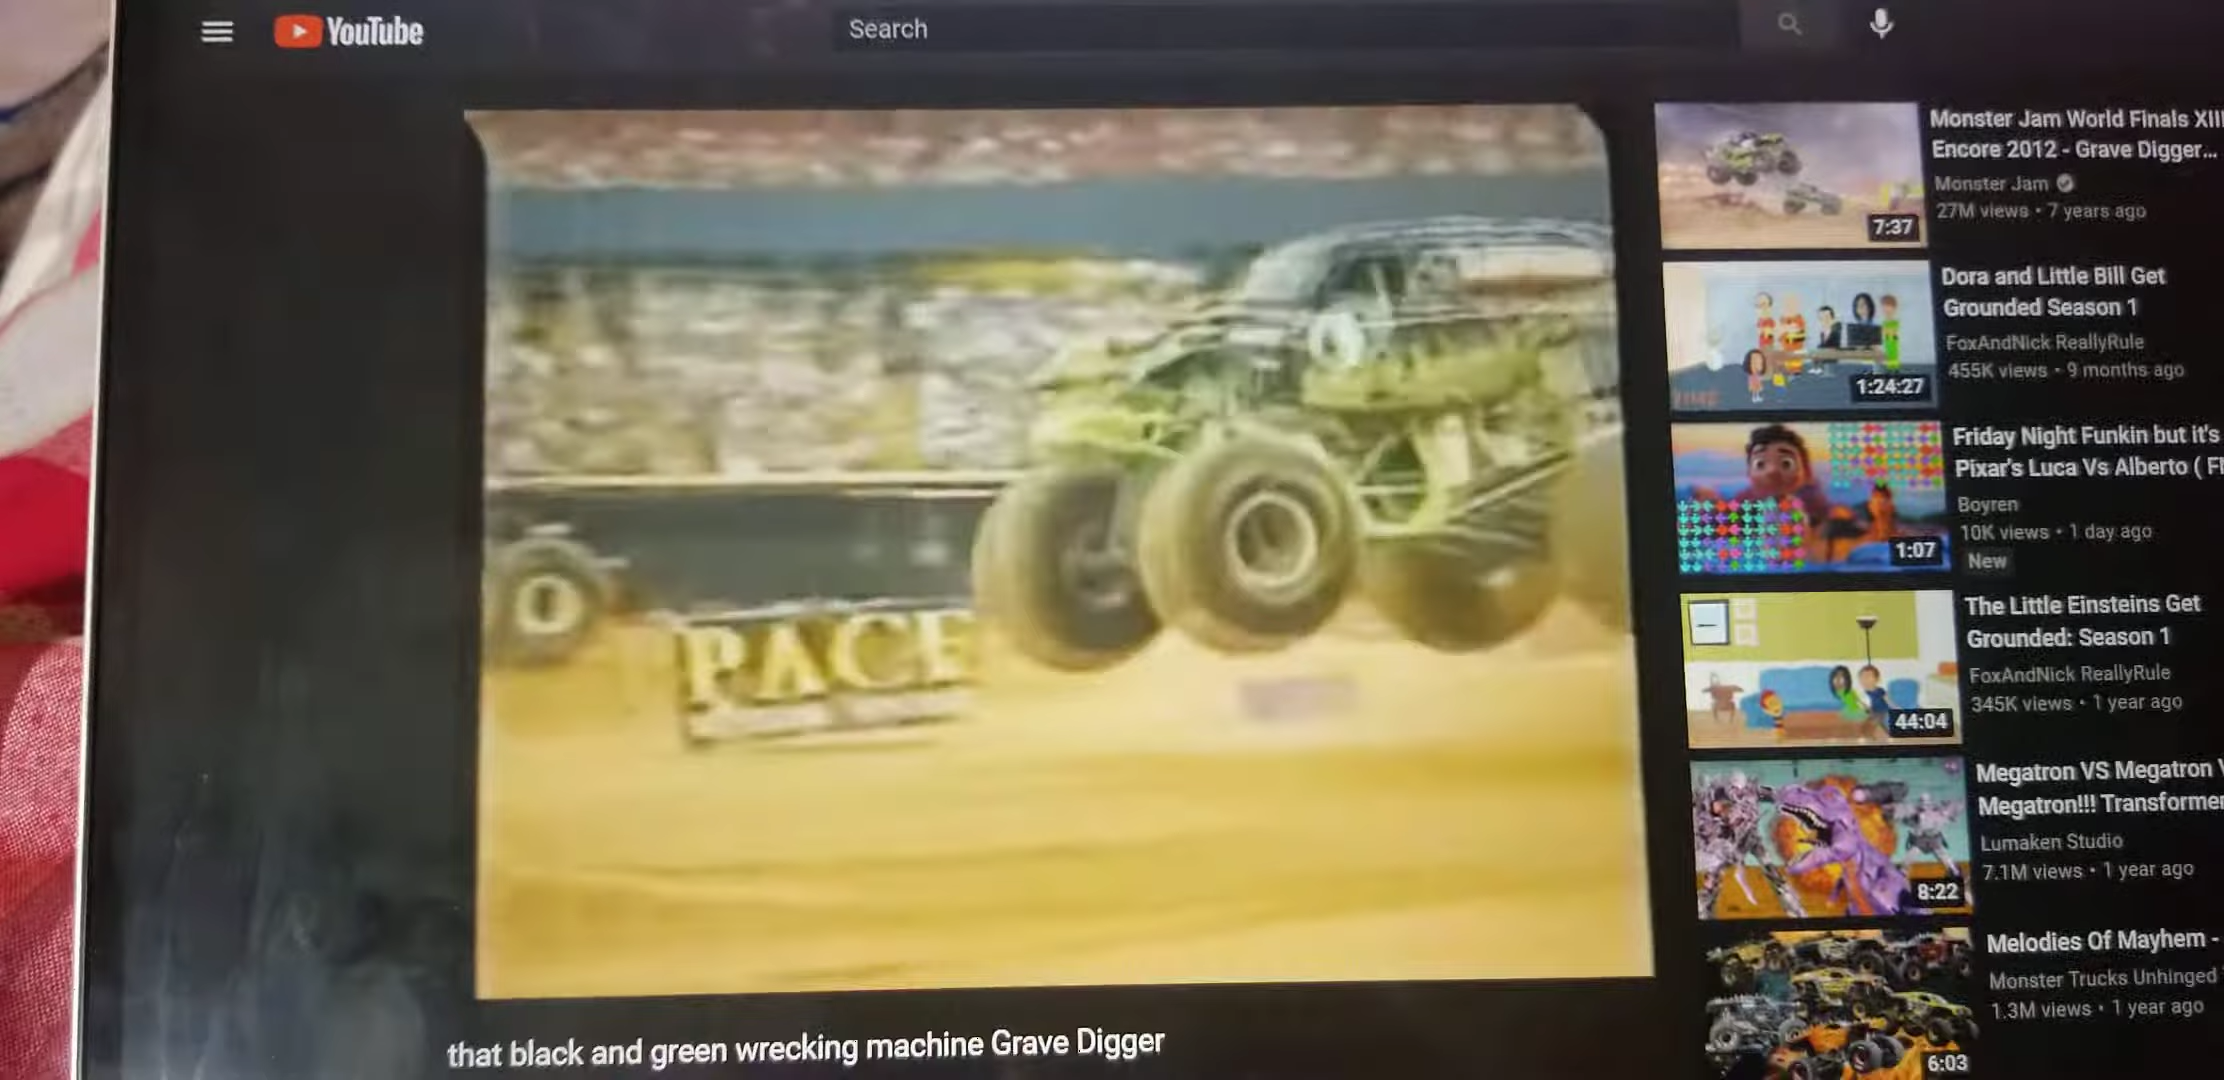 YouTube
Search
PACE
that black and green wrecking machine Grave Digger
7:37
Monster Jam World Finals XIII
Encore 2012 - Grave Digger...
Monster Jam
27M views • 7 years ago
1:24:27
Dora and Little Bill Get
Grounded Season 1
FoxAndNick ReallyRule
455K views • 9 months ago
1:07
Friday Night Funkin but it's
Pixar's Luca Vs Alberto ( F
Boyren
10K views • 1 day ago
New
44:04
The Little Einsteins Get
Grounded: Season 1
FoxAndNick ReallyRule
345K views • 1 year ago
8:22
Megatron VS Megatron V
Megatron!!! Transformer
Lumaken Studio
7.1M views • 1 year ago
6:03
Melodies Of Mayhem -
Monster Trucks Unhinged
1.3M views • 1 year ago